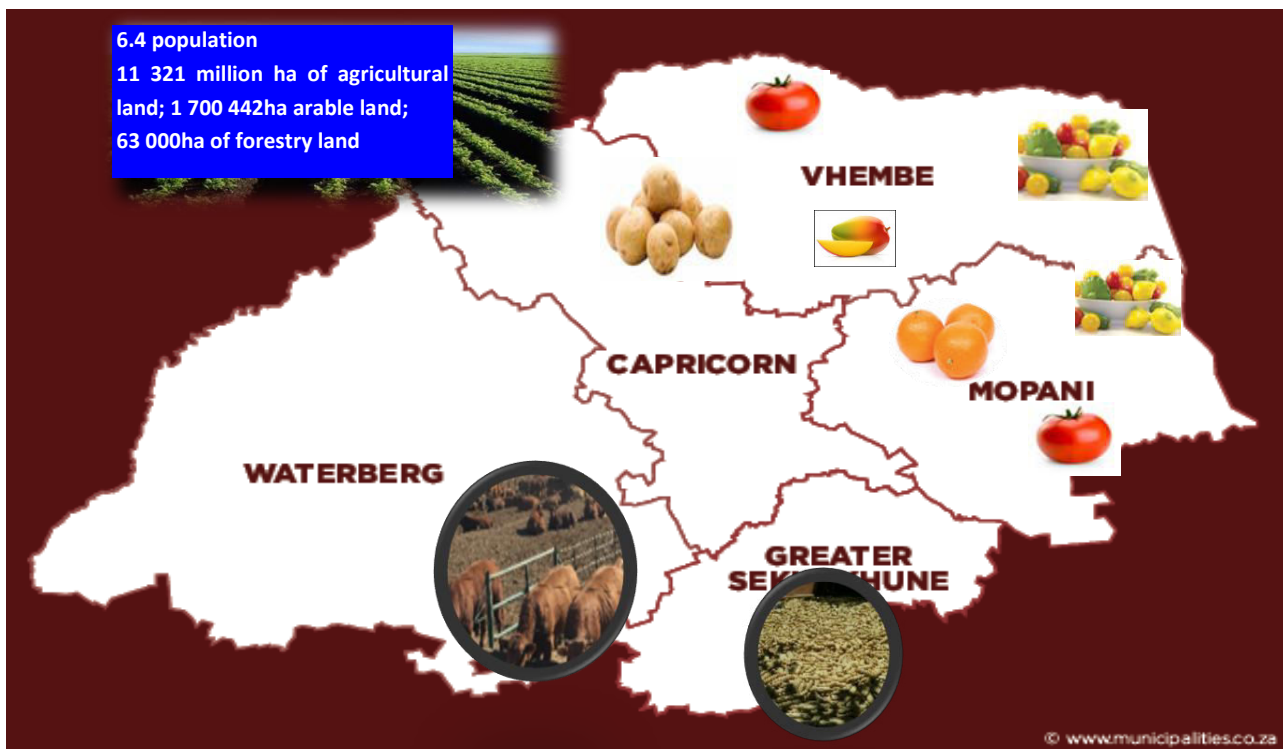 6.4 population
11 321 million ha of agricultural
land; 1 700 442ha arable land;
63 000ha of forestry land
VHEMBE
CAPRICORN
MOPANI
WATERBERG
GREATER
© www.municipalities.co.za